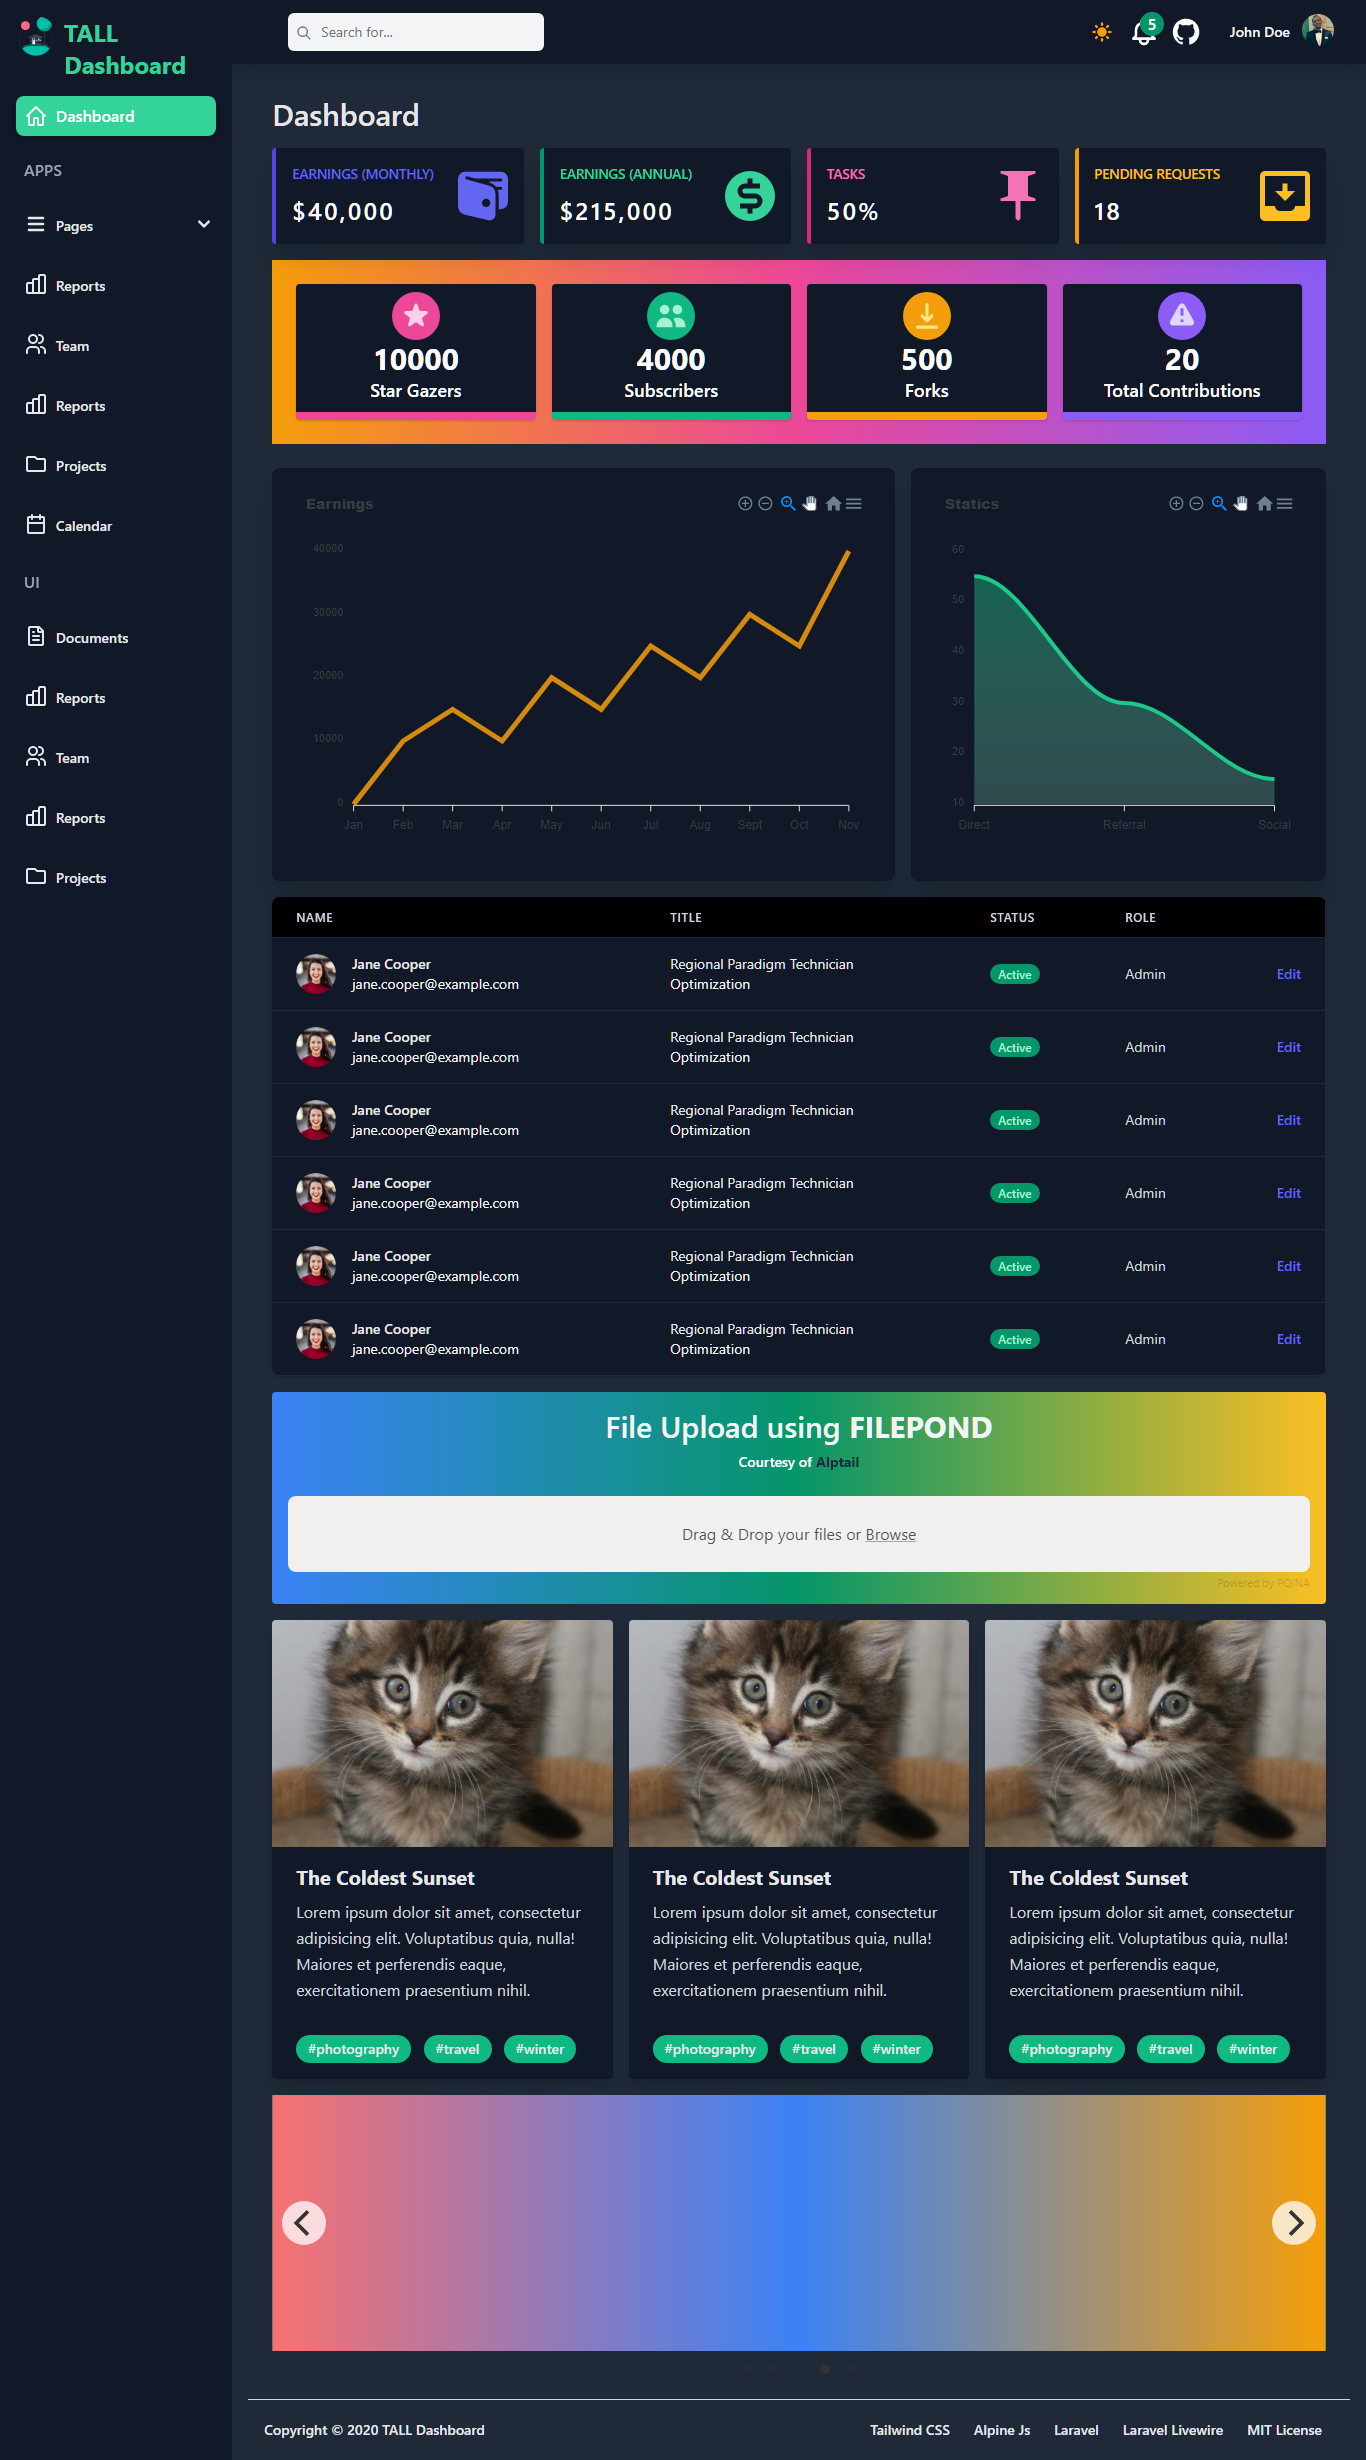 TALL
Dashboard
Search for...
5
John Doe
Dashboard
APPS
Pages
Reports
Team
Reports
Projects
Calendar
UI
Documents
Reports
Team
Reports
Projects
Dashboard
EARNINGS (MONTHLY)
$40,000
EARNINGS (ANNUAL)
$215,000
TASKS
50%
PENDING REQUESTS
18
10000
Star Gazers
4000
Subscribers
500
Forks
20
Total Contributions
Earnings
40000
30000
20000
10000
0
Jan Feb Mar Apr May Jun Jul Aug Sept Oct Nov
Statics
60
50
40
30
20
10
Direct Referral Social
NAME TITLE STATUS ROLE
Jane Cooper
jane.cooper@example.com
Regional Paradigm Technician
Optimization
Active
Admin
Edit
Jane Cooper
jane.cooper@example.com
Regional Paradigm Technician
Optimization
Active
Admin
Edit
Jane Cooper
jane.cooper@example.com
Regional Paradigm Technician
Optimization
Active
Admin
Edit
Jane Cooper
jane.cooper@example.com
Regional Paradigm Technician
Optimization
Active
Admin
Edit
Jane Cooper
jane.cooper@example.com
Regional Paradigm Technician
Optimization
Active
Admin
Edit
Jane Cooper
jane.cooper@example.com
Regional Paradigm Technician
Optimization
Active
Admin
Edit
File Upload using FILEPOND
Courtesy of Alptail
Drag & Drop your files or Browse
Powered by PQINA
The Coldest Sunset
Lorem ipsum dolor sit amet, consectetur
adipisicing elit. Voluptatibus quia, nulla!
Maiores et perferendis eaque,
exercitationem praesentium nihil.
#photography #travel #winter
The Coldest Sunset
Lorem ipsum dolor sit amet, consectetur
adipisicing elit. Voluptatibus quia, nulla!
Maiores et perferendis eaque,
exercitationem praesentium nihil.
#photography #travel #winter
The Coldest Sunset
Lorem ipsum dolor sit amet, consectetur
adipisicing elit. Voluptatibus quia, nulla!
Maiores et perferendis eaque,
exercitationem praesentium nihil.
#photography #travel #winter
Copyright © 2020 TALL Dashboard
Tailwind CSS Alpine Js Laravel Laravel Livewire MIT License